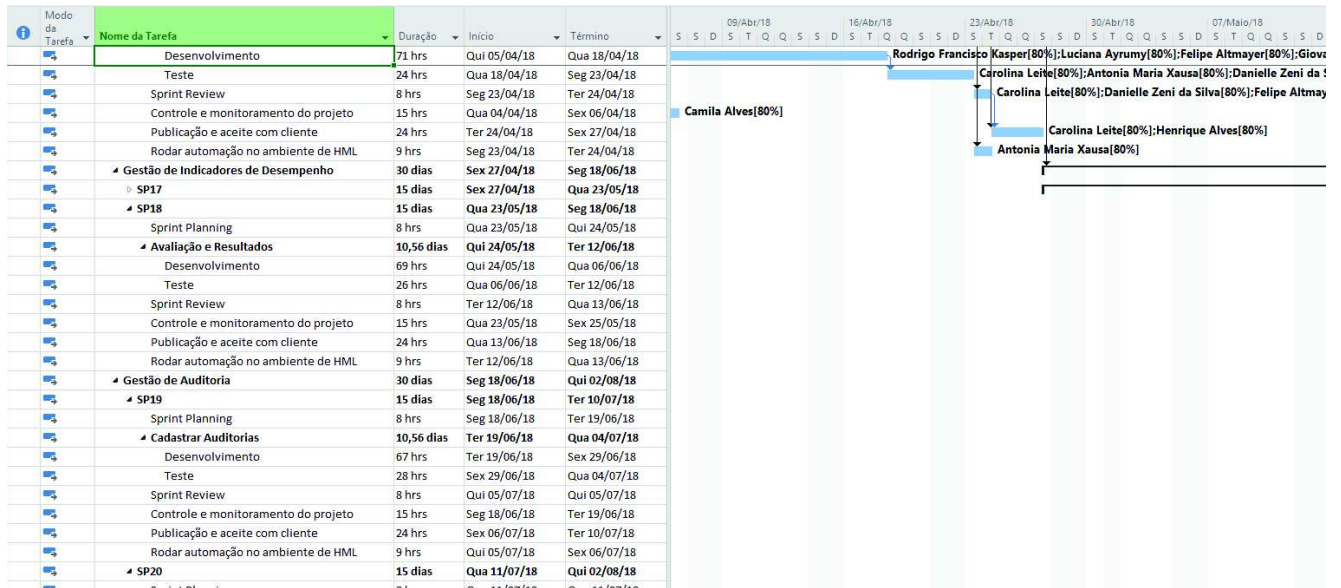 Modo da Tarefa Nome da Tarefa Duração Início Término
09/Abr/18 16/Abr/18 23/Abr/18 30/Abr/18 07/Maio/18
S S D S T Q Q S S D S T Q Q S S D S T Q Q S S D S T Q Q S S D S T Q Q S S D
Desenvolvimento 71 hrs Qui 05/04/18 Qua 18/04/18 Rodrigo Francisco Kasper[80%];Luciana Ayrumy[80%];Felipe Altmayer[80%];Giova
Teste 24 hrs Qua 18/04/18 Seg 23/04/18 Carolina Leite[80%];Antonia Maria Xausa[80%];Danielle Zeni da S
Sprint Review 8 hrs Seg 23/04/18 Ter 24/04/18 Carolina Leite[80%];Danielle Zeni da Silva[80%];Felipe Altmay
Controle e monitoramento do projeto 15 hrs Qua 04/04/18 Sex 06/04/18 Camila Alves[80%]
Publicação e aceite com cliente 24 hrs Ter 24/04/18 Sex 27/04/18 Carolina Leite[80%];Henrique Alves[80%]
Rodar automação no ambiente de HML 9 hrs Seg 23/04/18 Ter 24/04/18 Antonia Maria Xausa[80%]
Gestão de Indicadores de Desempenho 30 dias Sex 27/04/18 Seg 18/06/18
SP17 15 dias Sex 27/04/18 Qua 23/05/18
SP18 15 dias Qua 23/05/18 Seg 18/06/18
Sprint Planning 8 hrs Qua 23/05/18 Qui 24/05/18
Avaliação e Resultados 10,56 dias Qui 24/05/18 Ter 12/06/18
Desenvolvimento 69 hrs Qui 24/05/18 Qua 06/06/18
Teste 26 hrs Qua 06/06/18 Ter 12/06/18
Sprint Review 8 hrs Ter 12/06/18 Qua 13/06/18
Controle e monitoramento do projeto 15 hrs Qua 23/05/18 Sex 25/05/18
Publicação e aceite com cliente 24 hrs Qua 13/06/18 Seg 18/06/18
Rodar automação no ambiente de HML 9 hrs Ter 12/06/18 Qua 13/06/18
Gestão de Auditoria 30 dias Seg 18/06/18 Qui 02/08/18
SP19 15 dias Seg 18/06/18 Ter 10/07/18
Sprint Planning 8 hrs Seg 18/06/18 Ter 19/06/18
Cadastrar Auditorias 10,56 dias Ter 19/06/18 Qua 04/07/18
Desenvolvimento 67 hrs Ter 19/06/18 Sex 29/06/18
Teste 28 hrs Sex 29/06/18 Qua 04/07/18
Sprint Review 8 hrs Qui 05/07/18 Qui 05/07/18
Controle e monitoramento do projeto 15 hrs Seg 18/06/18 Ter 19/06/18
Publicação e aceite com cliente 24 hrs Sex 06/07/18 Ter 10/07/18
Rodar automação no ambiente de HML 9 hrs Qui 05/07/18 Sex 06/07/18
SP20 15 dias Qua 11/07/18 Qui 02/08/18